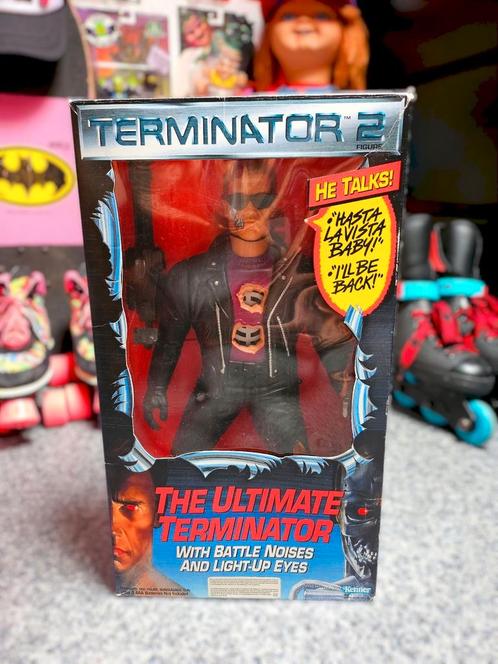 TERMINATOR™ 2
FIGURE
HE TALKS!
•"HASTA
LA VISTA
BABY!"
•"I'LL BE
BACK!"
THE ULTIMATE
TERMINATOR
WITH BATTLE NOISES
AND LIGHT-UP EYES
Kenner